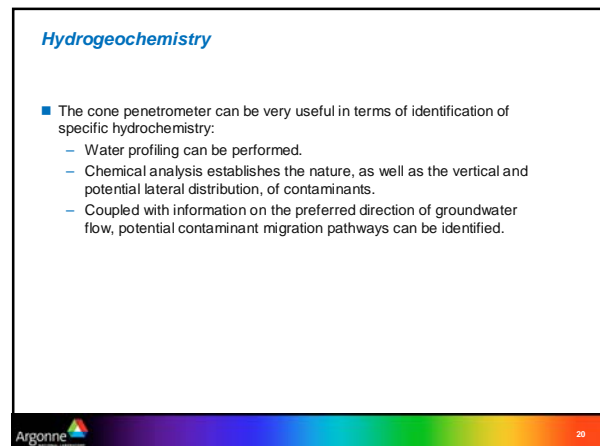 Hydrogeochemistry
■ The cone penetrometer can be very useful in terms of identification of
specific hydrochemistry:
– Water profiling can be performed.
– Chemical analysis establishes the nature, as well as the vertical and
potential lateral distribution, of contaminants.
– Coupled with information on the preferred direction of groundwater
flow, potential contaminant migration pathways can be identified.
Argonne
20